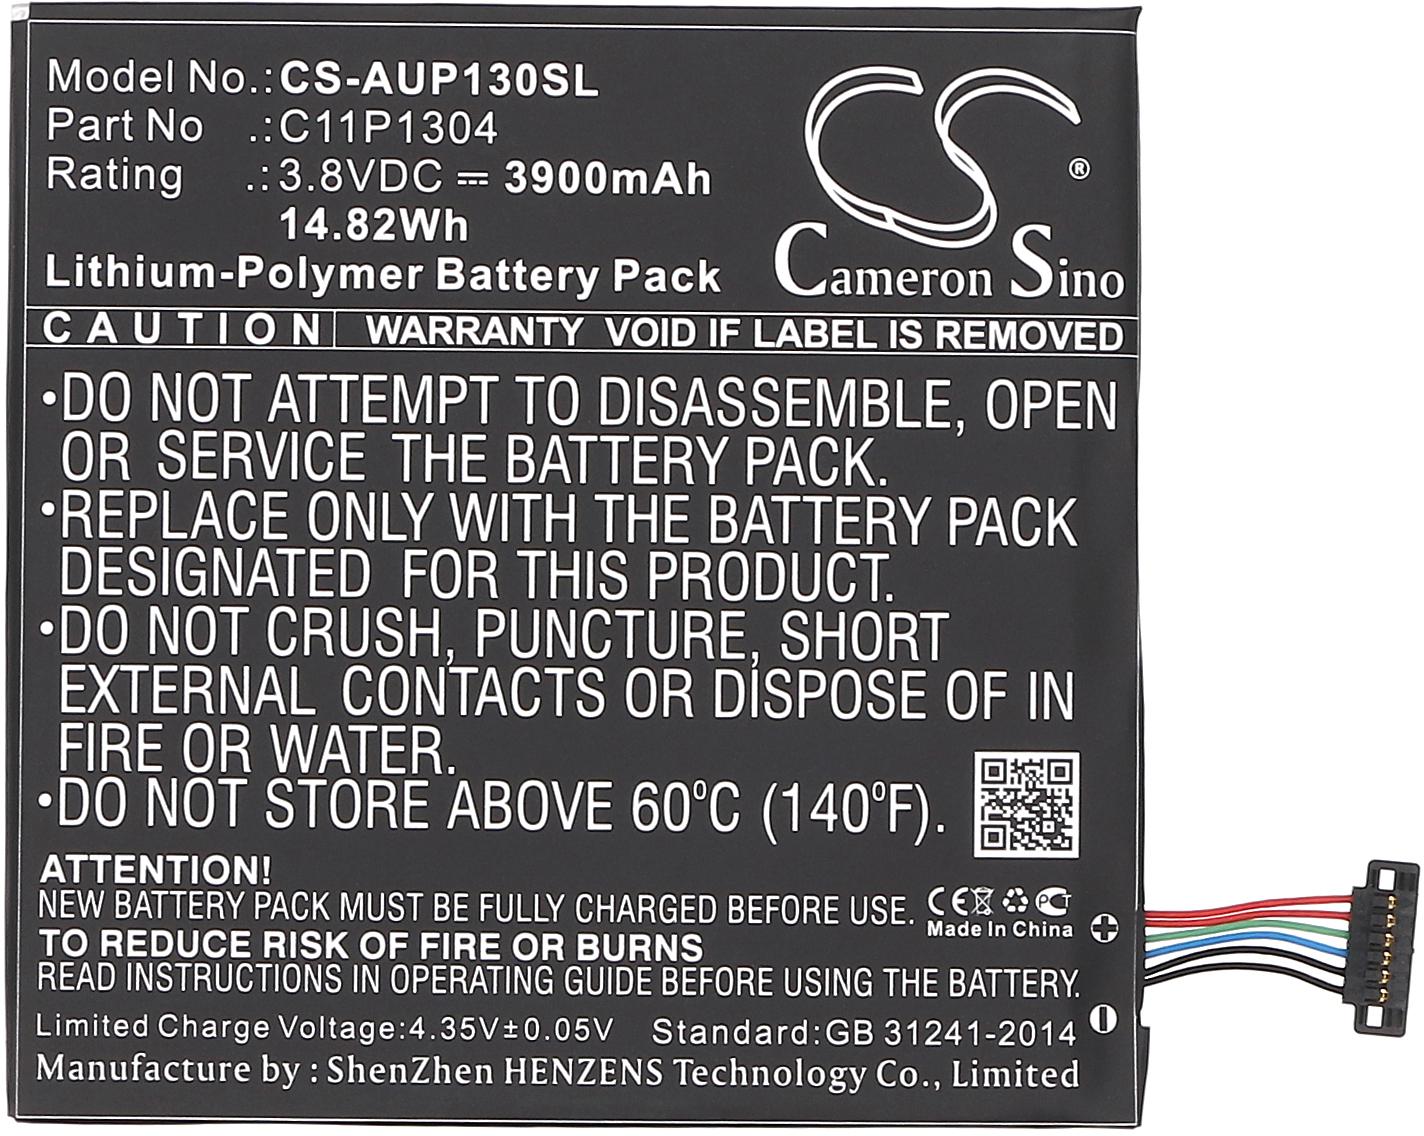 Model No.:CS-AUP130SL
Part No .:C11P1304
Rating .:3.8VDC ⎓ 3900mAh
14.82Wh
Lithium-Polymer Battery Pack
CS ®
Cameron Sino
CAUTION WARRANTY VOID IF LABEL IS REMOVED
•DO NOT ATTEMPT TO DISASSEMBLE, OPEN
OR SERVICE THE BATTERY PACK.
•REPLACE ONLY WITH THE BATTERY PACK
DESIGNATED FOR THIS PRODUCT.
•DO NOT CRUSH, PUNCTURE, SHORT
EXTERNAL CONTACTS OR DISPOSE OF IN
FIRE OR WATER.
•DO NOT STORE ABOVE 60ºC (140ºF).
ATTENTION!
NEW BATTERY PACK MUST BE FULLY CHARGED BEFORE USE.
CE PCT
Made In China
TO REDUCE RISK OF FIRE OR BURNS
READ INSTRUCTIONS IN OPERATING GUIDE BEFORE USING THE BATTERY.
Limited Charge Voltage:4.35V±0.05V Standard:GB 31241-2014
Manufacture by : ShenZhen HENZENS Technology Co., Limited